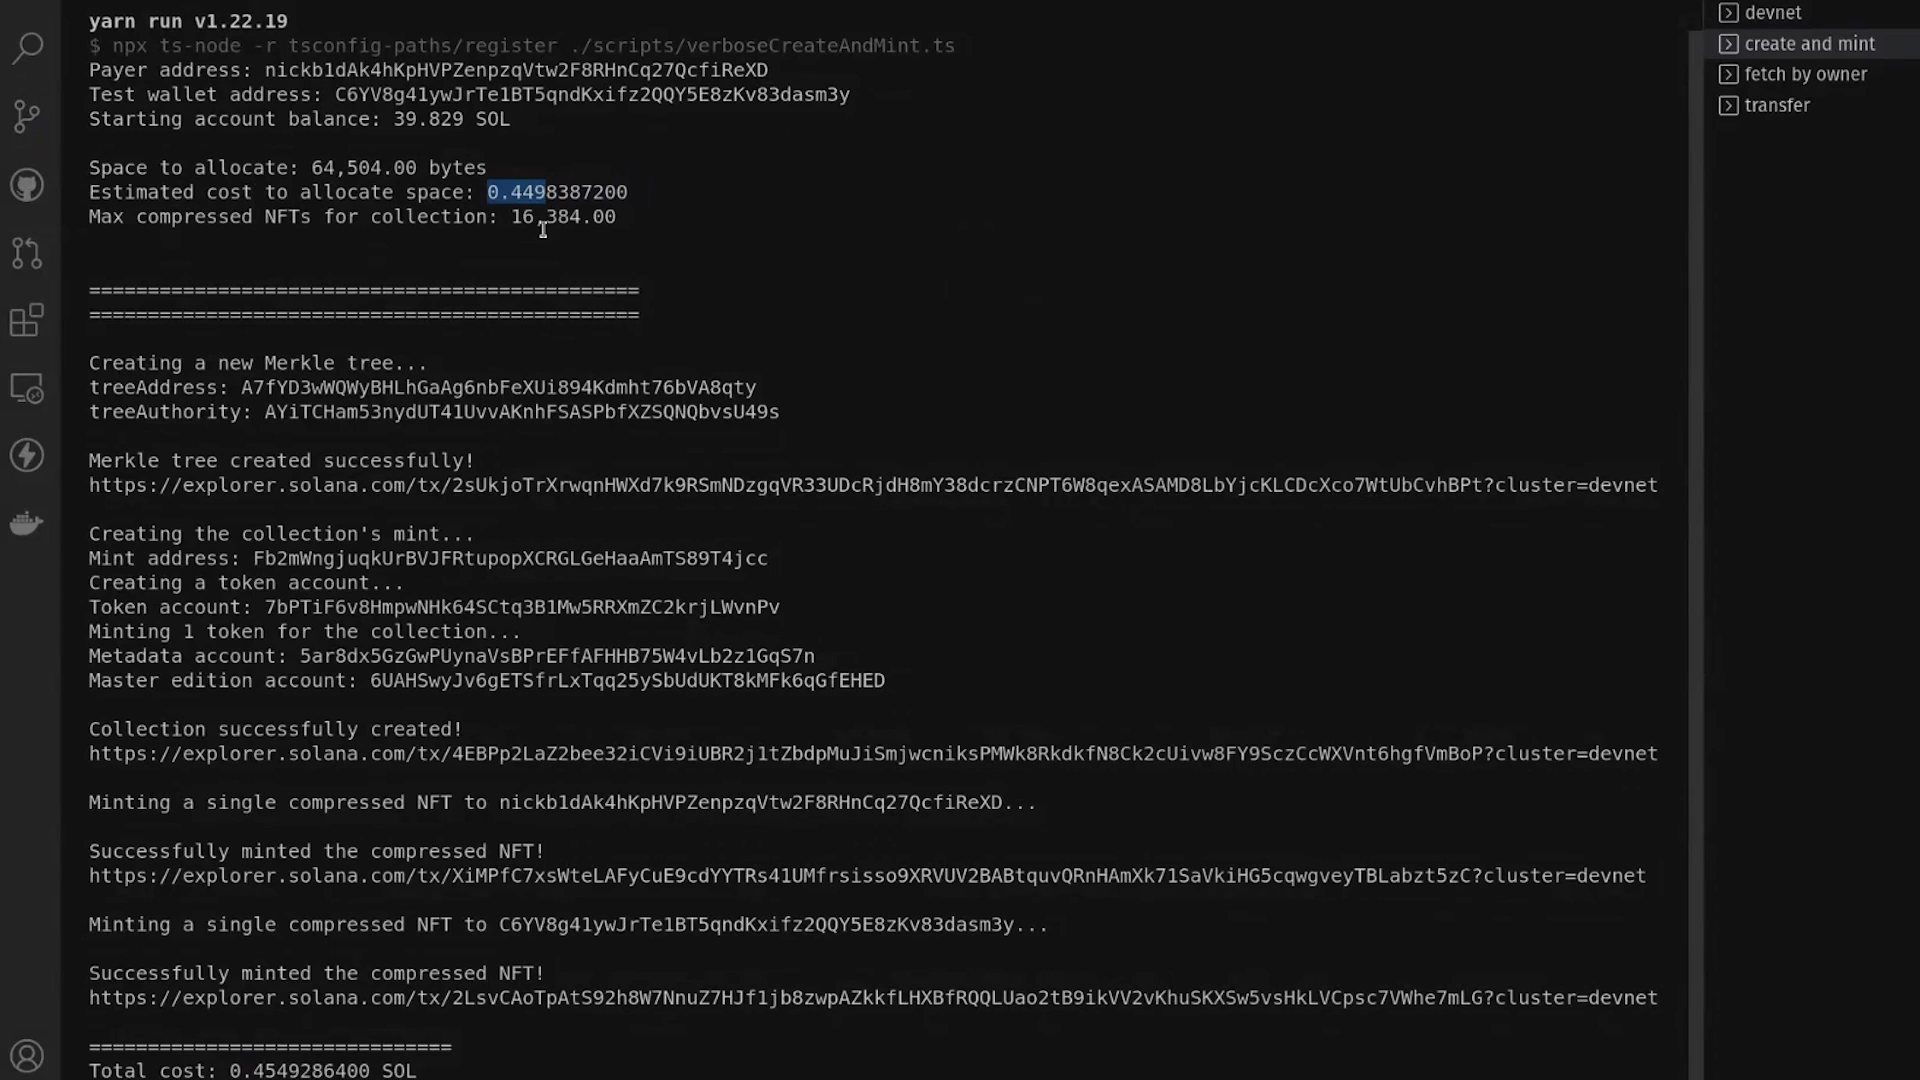 yarn run v1.22.19
$ npx ts-node -r tsconfig-paths/register ./scripts/verboseCreateAndMint.ts
Payer address: nickb1dAk4hKpHVPZenpzqVtw2F8RHnCq27QcfiReXD
Test wallet address: C6YV8g41ywJrTe1BT5qndKxifz2QQY5E8zKv83dasm3y
Starting account balance: 39.829 SOL
Space to allocate: 64,504.00 bytes
Estimated cost to allocate space: 0.4498387200
Max compressed NFTs for collection: 16,384.00
===============================================
===============================================
Creating a new Merkle tree...
treeAddress: A7fYD3wWQWyBHLhGaAg6nbFeXUi894Kdmht76bVA8qty
treeAuthority: AYiTCHam53nydUT41UvvAKnhFSASPbfXZSQNQbvsU49s
Merkle tree created successfully!
https://explorer.solana.com/tx/2sUkjoTrXrwqnHWXd7k9RSmNDzgqVR33UDcRjdH8mY38dcrzCNPT6W8qexASAMD8LbYjcKLCDcXco7WtUbCvhBPt?cluster=devnet
Creating the collection's mint...
Mint address: Fb2mWngjuqkUrBVJFRtupopXCRGLGeHaaAmTS89T4jcc
Creating a token account...
Token account: 7bPTiF6v8HmpwNHk64SCtq3B1Mw5RRXmZC2krjLWvnPv
Minting 1 token for the collection...
Metadata account: 5ar8dx5GzGwPUynaVsBPrEFfAFHHB75W4vLb2z1GqS7n
Master edition account: 6UAHSwyJv6gETSfrLxTqq25ySbUdUKT8kMFk6qGfEHED
Collection successfully created!
https://explorer.solana.com/tx/4EBPp2LaZ2bee32iCVi9iUBR2j1tZbdpMuJiSmjwcniksPMWk8RkdkfN8Ck2cUivw8FY9SczCcWXVnt6hgfVmBoP?cluster=devnet
Minting a single compressed NFT to nickb1dAk4hKpHVPZenpzqVtw2F8RHnCq27QcfiReXD...
Successfully minted the compressed NFT!
https://explorer.solana.com/tx/XiMPfC7xsWteLAFyCuE9cdYYTRs41UMfrsisso9XRVUV2BABtquvQRnHAmXk71SaVkiHG5cqwgveyTBLabzt5zC?cluster=devnet
Minting a single compressed NFT to C6YV8g41ywJrTe1BT5qndKxifz2QQY5E8zKv83dasm3y...
Successfully minted the compressed NFT!
https://explorer.solana.com/tx/2LsvCAoTpAtS92h8W7NnuZ7HJf1jb8zwpAZkkfLHXBfRQQLUao2tB9ikVV2vKhuSKXSw5vsHkLVCpsc7VWhe7mLG?cluster=devnet
===============================
Total cost: 0.4549286400 SOL
devnet
create and mint
fetch by owner
transfer